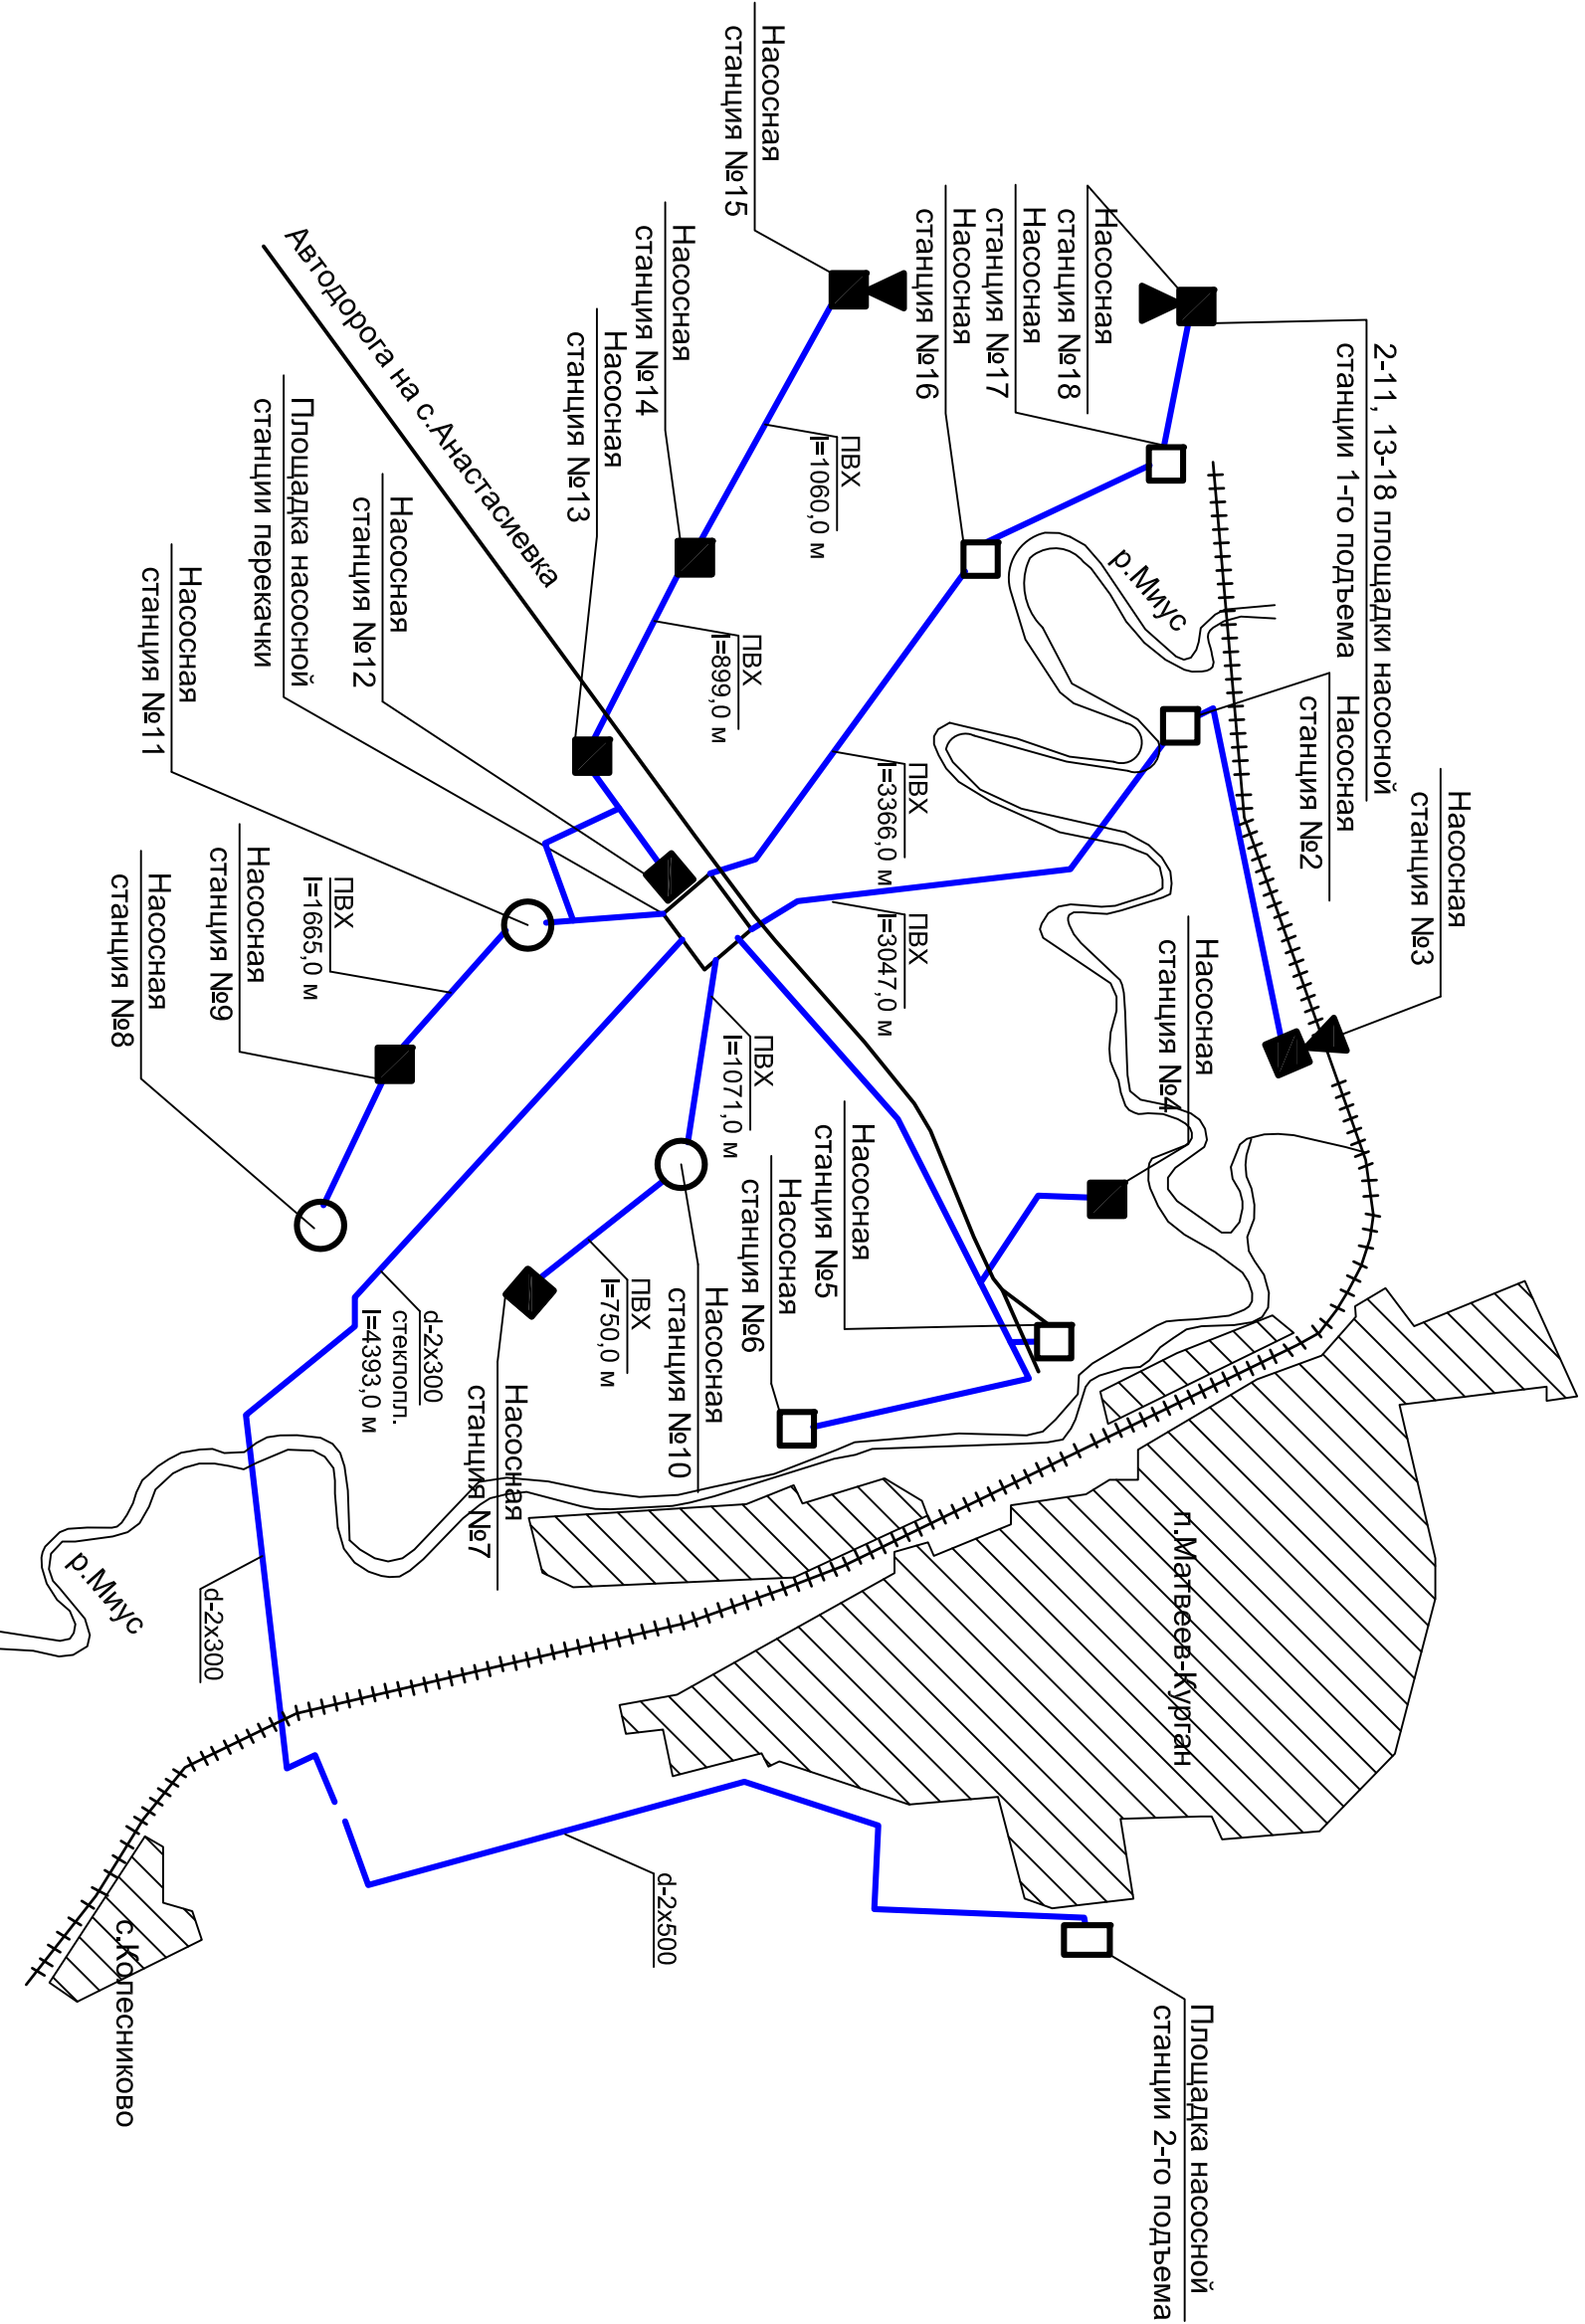 Насосная
станция №15
Насосная
станция №18
Насосная
станция №17
Насосная
станция №16
2-11, 13-18 площадки насосной
станции 1-го подъема
Насосная
станция №2
Насосная
станция №3
Насосная
станция №14
Насосная
станция №13
Автодорога на с.Анастасиевка
Площадка насосной
станции перекачки
Насосная
станция №12
Насосная
станция №11
ПВХ
l=1060,0 м
ПВХ
l=899,0 м
р.Миус
ПВХ
l=3366,0 м
ПВХ
l=3047,0 м
Насосная
станция №4
Насосная
станция №9
Насосная
станция №8
ПВХ
l=1665,0 м
ПВХ
l=1071,0 м
Насосная
станция №5
Насосная
станция №6
ПВХ
l=750,0 м
Насосная
станция №10
Насосная
станция №7
d-2x300
стеклопл.
l=4393,0 м
р.Миус
d-2x300
п.Матвеев-Курган
d-2x500
с.Колесниково
Площадка насосной
станции 2-го подъема